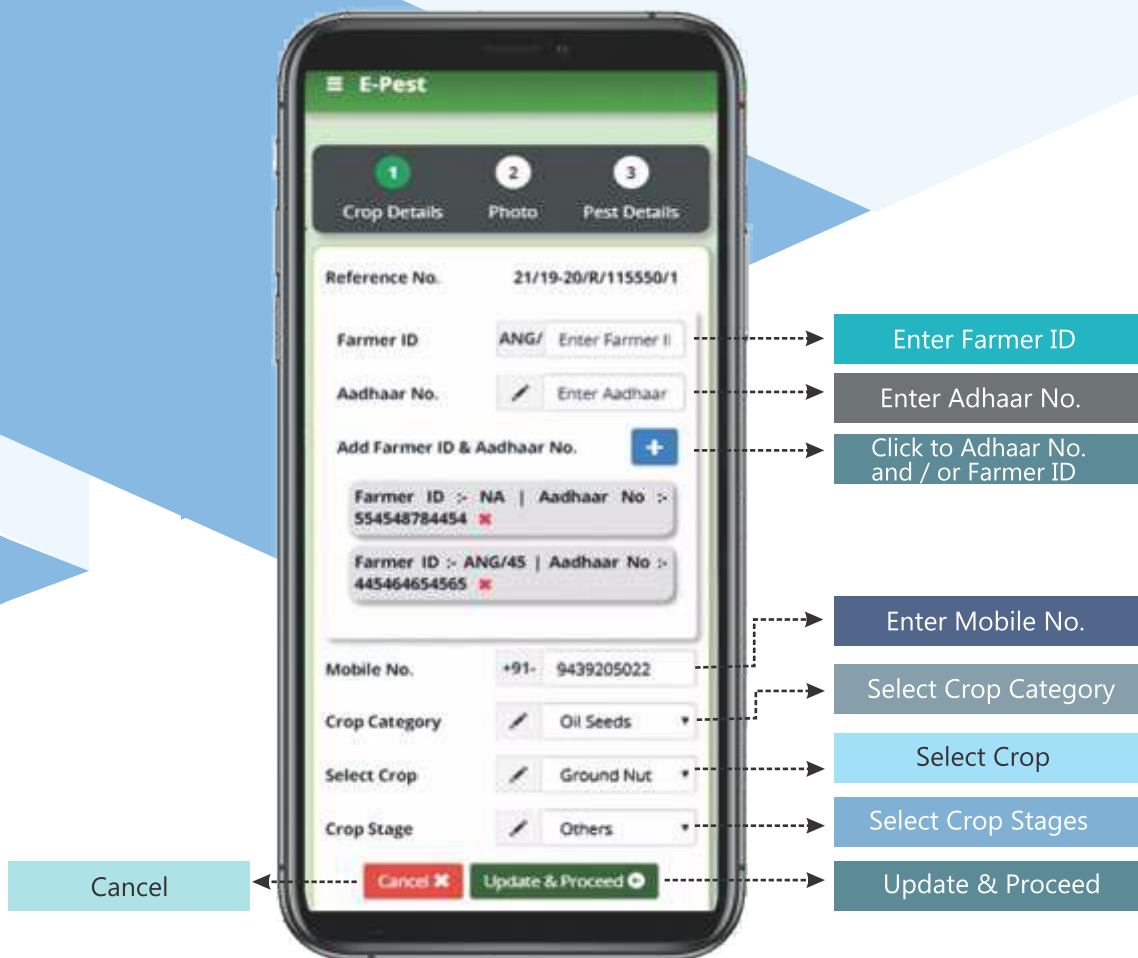 ≡ E-Pest
1 2 3
Crop Details Photo Pest Details
Reference No. 21/19-20/R/115550/1
Farmer ID ANG/ Enter Farmer I
Aadhaar No. Enter Aadhaar
Add Farmer ID & Aadhaar No. +
Farmer ID :- NA | Aadhaar No :-
554548784454 ✖
Farmer ID :- ANG/45 | Aadhaar No :-
445464654565 ✖
Mobile No. +91- 9439205022
Crop Category Oil Seeds
Select Crop Ground Nut
Crop Stage Others
Cancel ✖ Update & Proceed
Enter Farmer ID
Enter Adhaar No.
Click to Adhaar No.
and / or Farmer ID
Enter Mobile No.
Select Crop Category
Select Crop
Select Crop Stages
Cancel
Update & Proceed